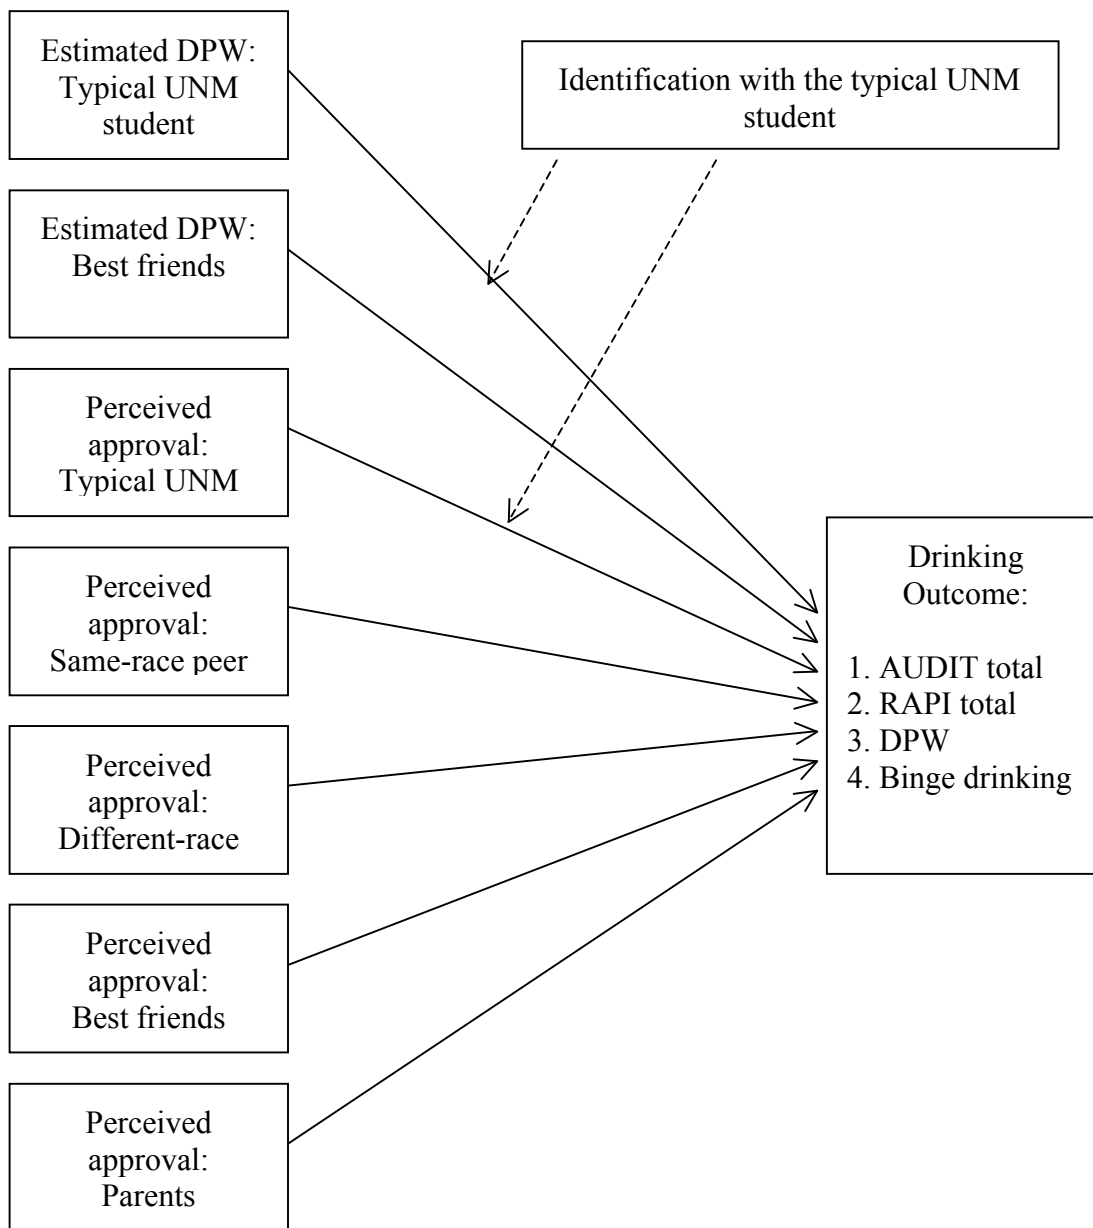 Estimated DPW:
Typical UNM
student
Identification with the typical UNM
student
Estimated DPW:
Best friends
Perceived
approval:
Typical UNM
Perceived
approval:
Same-race peer
Perceived
approval:
Different-race
Perceived
approval:
Best friends
Perceived
approval:
Parents
Drinking
Outcome:
1. AUDIT total
2. RAPI total
3. DPW
4. Binge drinking